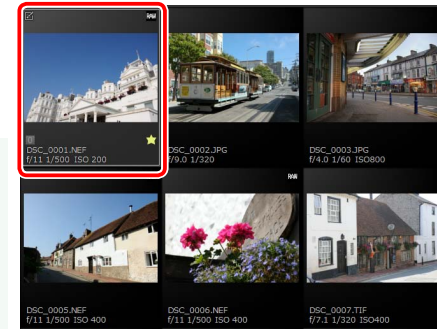 RAW
DSC_0001.NEF
f/11 1/500 ISO 200
DSC_0002.JPG
f/9.0 1/320
DSC_0003.JPG
f/4.0 1/60 ISO800
DSC_0005.NEF
f/11 1/500 ISO 400
RAW
DSC_0006.NEF
f/11 1/500 ISO 400
DSC_0007.TIF
f/7.1 1/320 ISO400